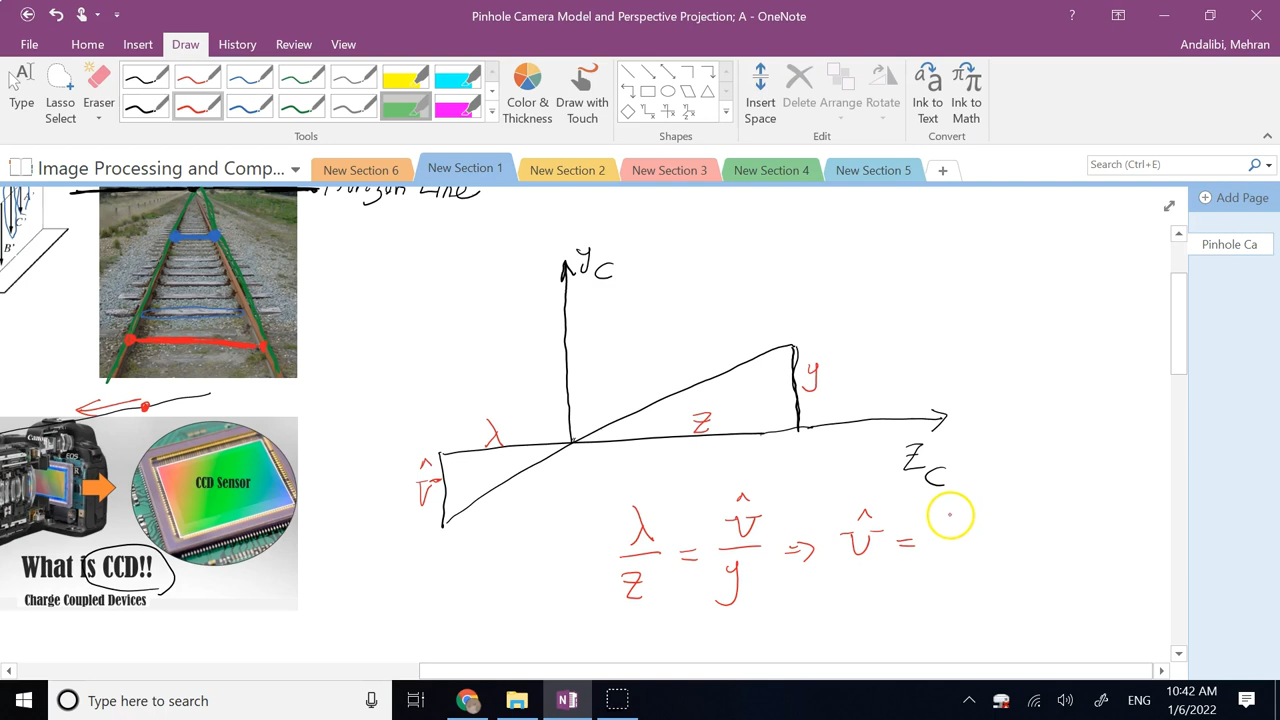 Pinhole Camera Model and Perspective Projection; A - OneNote
File Home Insert Draw History Review View
Andalibi, Mehran
Type
Lasso Select
Eraser
Color & Thickness
Draw with Touch
Insert Space
Delete
Arrange
Rotate
Ink to Text
Ink to Math
Tools
Shapes
Edit
Convert
Image Processing and Comp...
New Section 6
New Section 1
New Section 2
New Section 3
New Section 4
New Section 5
Search (Ctrl+E)
Add Page
Pinhole Ca
Horizon Line
C'
B'
y_C
y
λ
z
v̂
Z_C
λ/z = v̂/y ⇒ v̂ =
Canon
EOS
CCD Sensor
What is CCD!!
Charge Coupled Devices
Type here to search
ENG
10:42 AM
1/6/2022